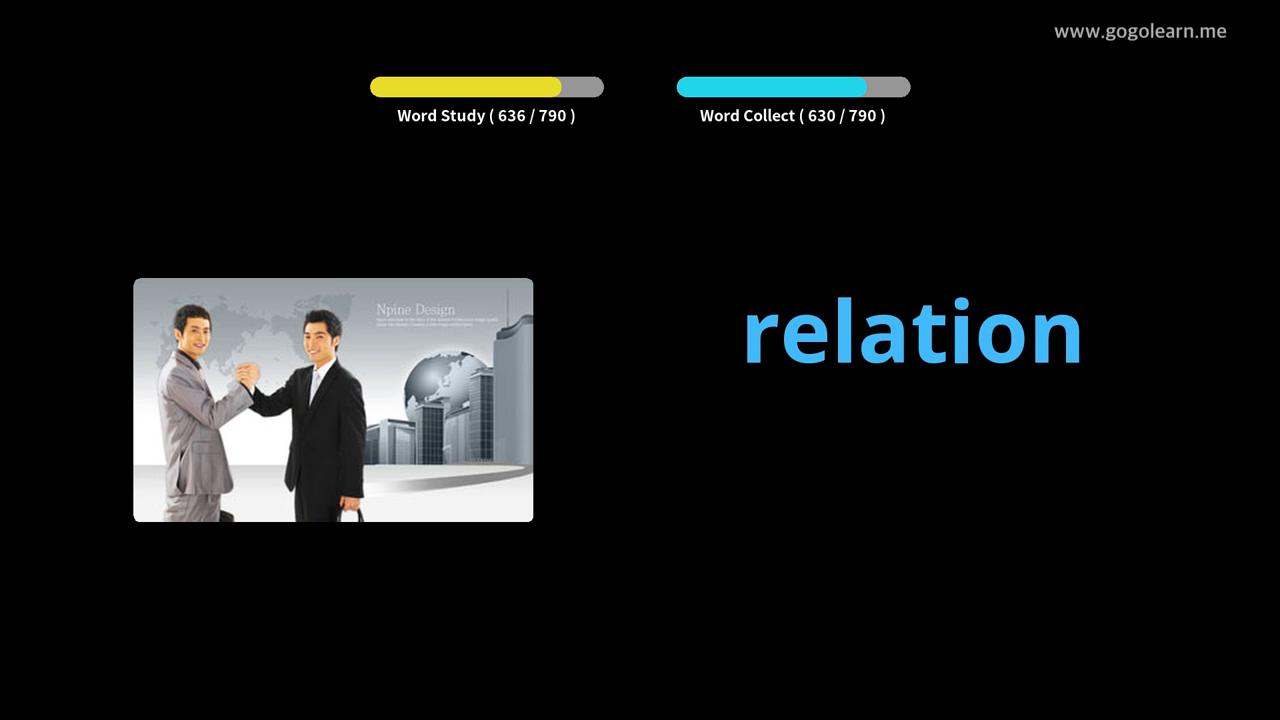 www.gogolearn.me
Word Study ( 636 / 790 )
Word Collect ( 630 / 790 )
Npine Design
relation